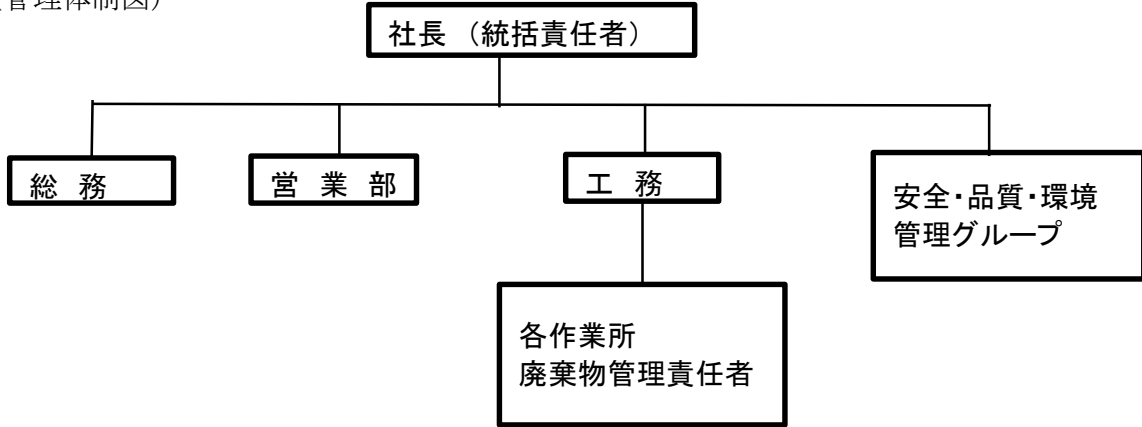 管理体制図）
社長 （統括責任者）
総 務
営 業 部
工 務
安全・品質・環境
管理グループ
各作業所
廃棄物管理責任者